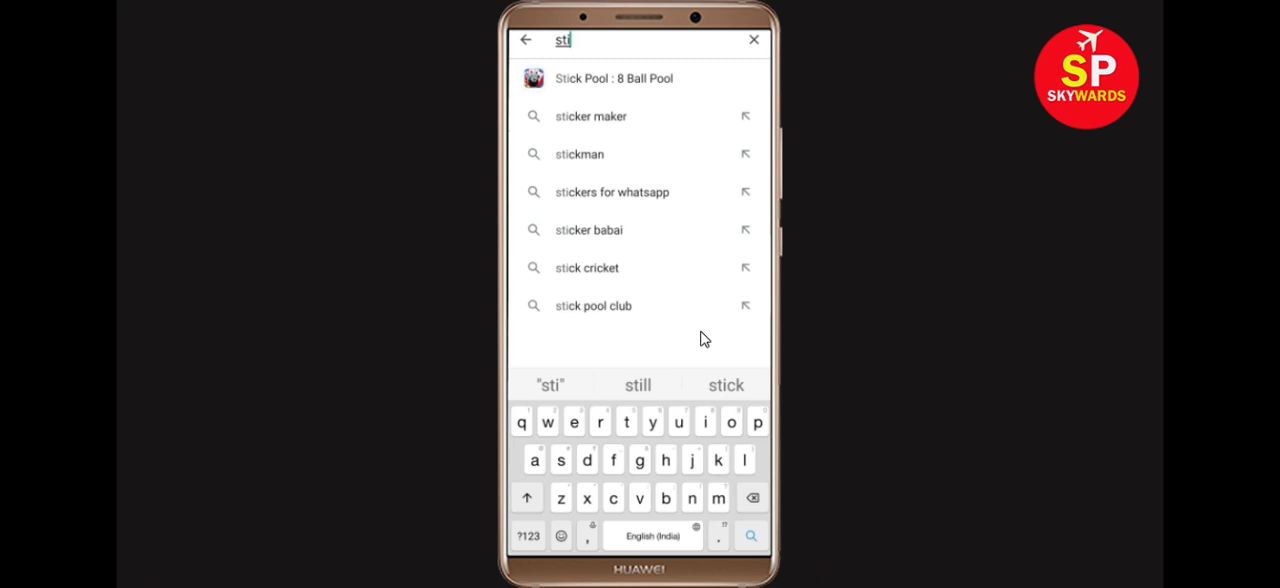 sti
Stick Pool : 8 Ball Pool
sticker maker
stickman
stickers for whatsapp
sticker babai
stick cricket
stick pool club
"sti" still stick
q w e r t y u i o p
a s d f g h j k l
z x c v b n m
?123 , English (India) .
HUAWEI
SP
SKYWARDS